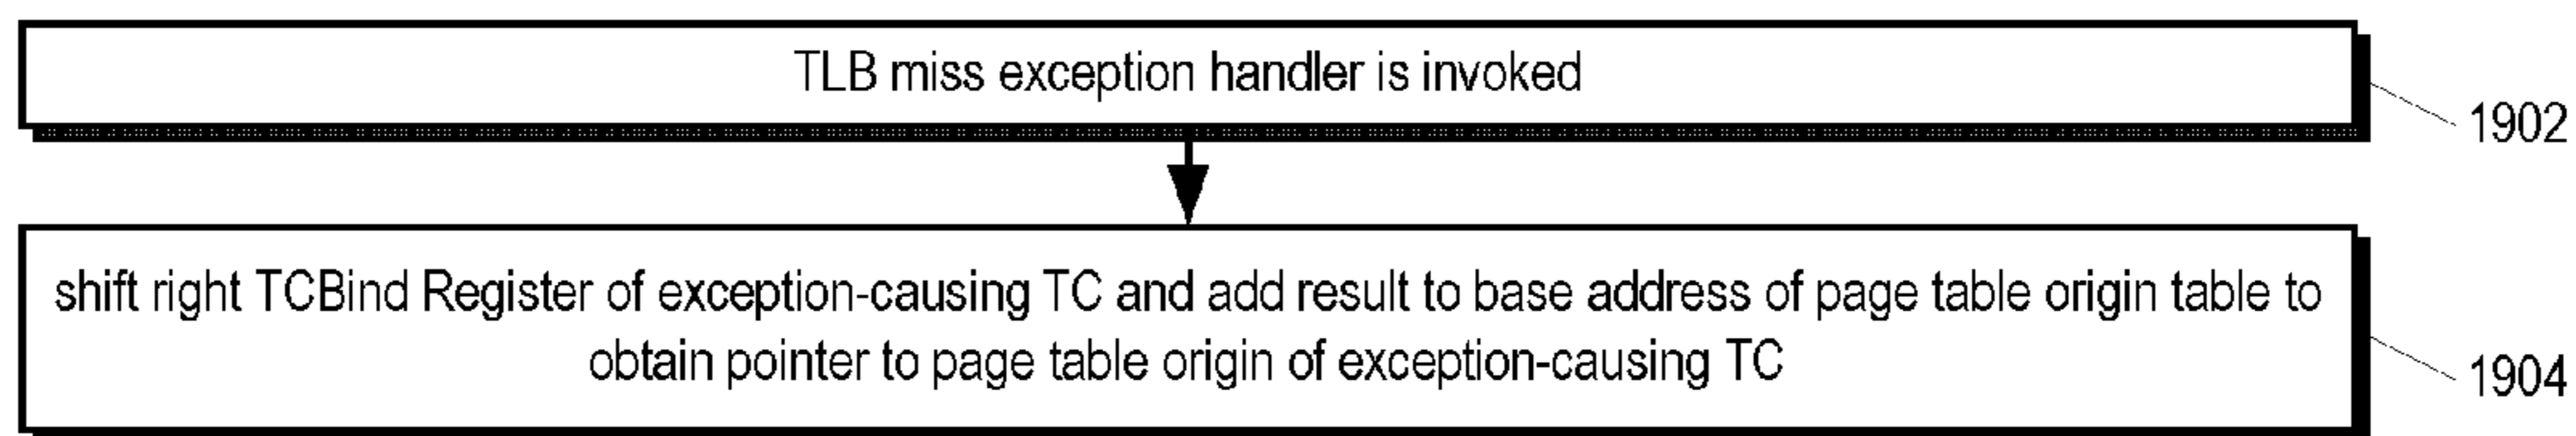 TLB miss exception handler is invoked
1902
shift right TCBind Register of exception-causing TC and add result to base address of page table origin table to
obtain pointer to page table origin of exception-causing TC
1904